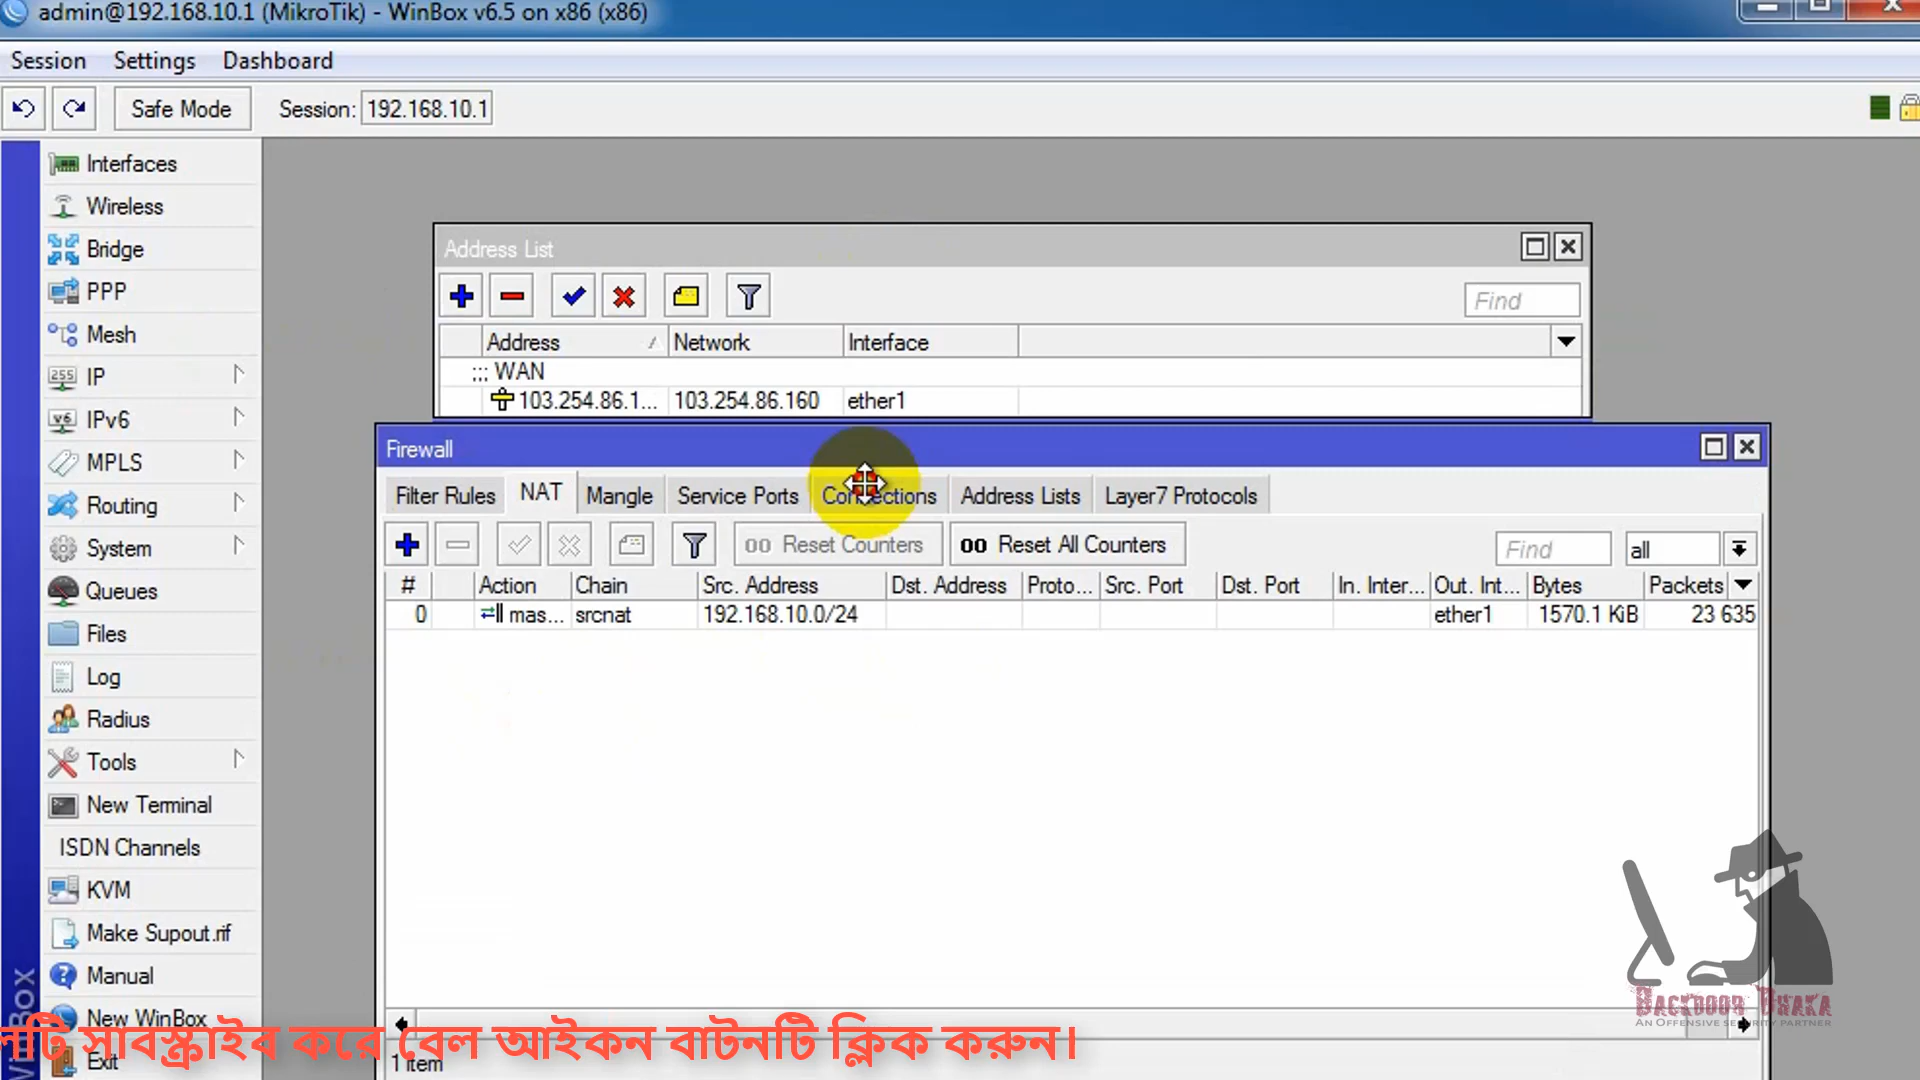 admin@192.168.10.1 (MikroTik) - WinBox v6.5 on x86 (x86)
Session Settings Dashboard
Safe Mode Session: 192.168.10.1
Interfaces
Wireless
Bridge
PPP
Mesh
255 IP
v6 IPv6
MPLS
Routing
System
Queues
Files
Log
Radius
Tools
New Terminal
ISDN Channels
KVM
Make Supout.rif
Manual
New WinBox
Exit
Address List
Find
Address Network Interface
;;; WAN
103.254.86.1... 103.254.86.160 ether1
Firewall
Filter Rules NAT Mangle Service Ports Connections Address Lists Layer7 Protocols
00 Reset Counters 00 Reset All Counters Find all
# Action Chain Src. Address Dst. Address Proto... Src. Port Dst. Port In. Inter... Out. Int... Bytes Packets
0 mas... srcnat 192.168.10.0/24 ether1 1570.1 KiB 23 635
1 item
BACKDOOR DHAKA
AN OFFENSIVE SECURITY PARTNER
সাবস্ক্রাইব করে বেল আইকন বাটনটি ক্লিক করুন।